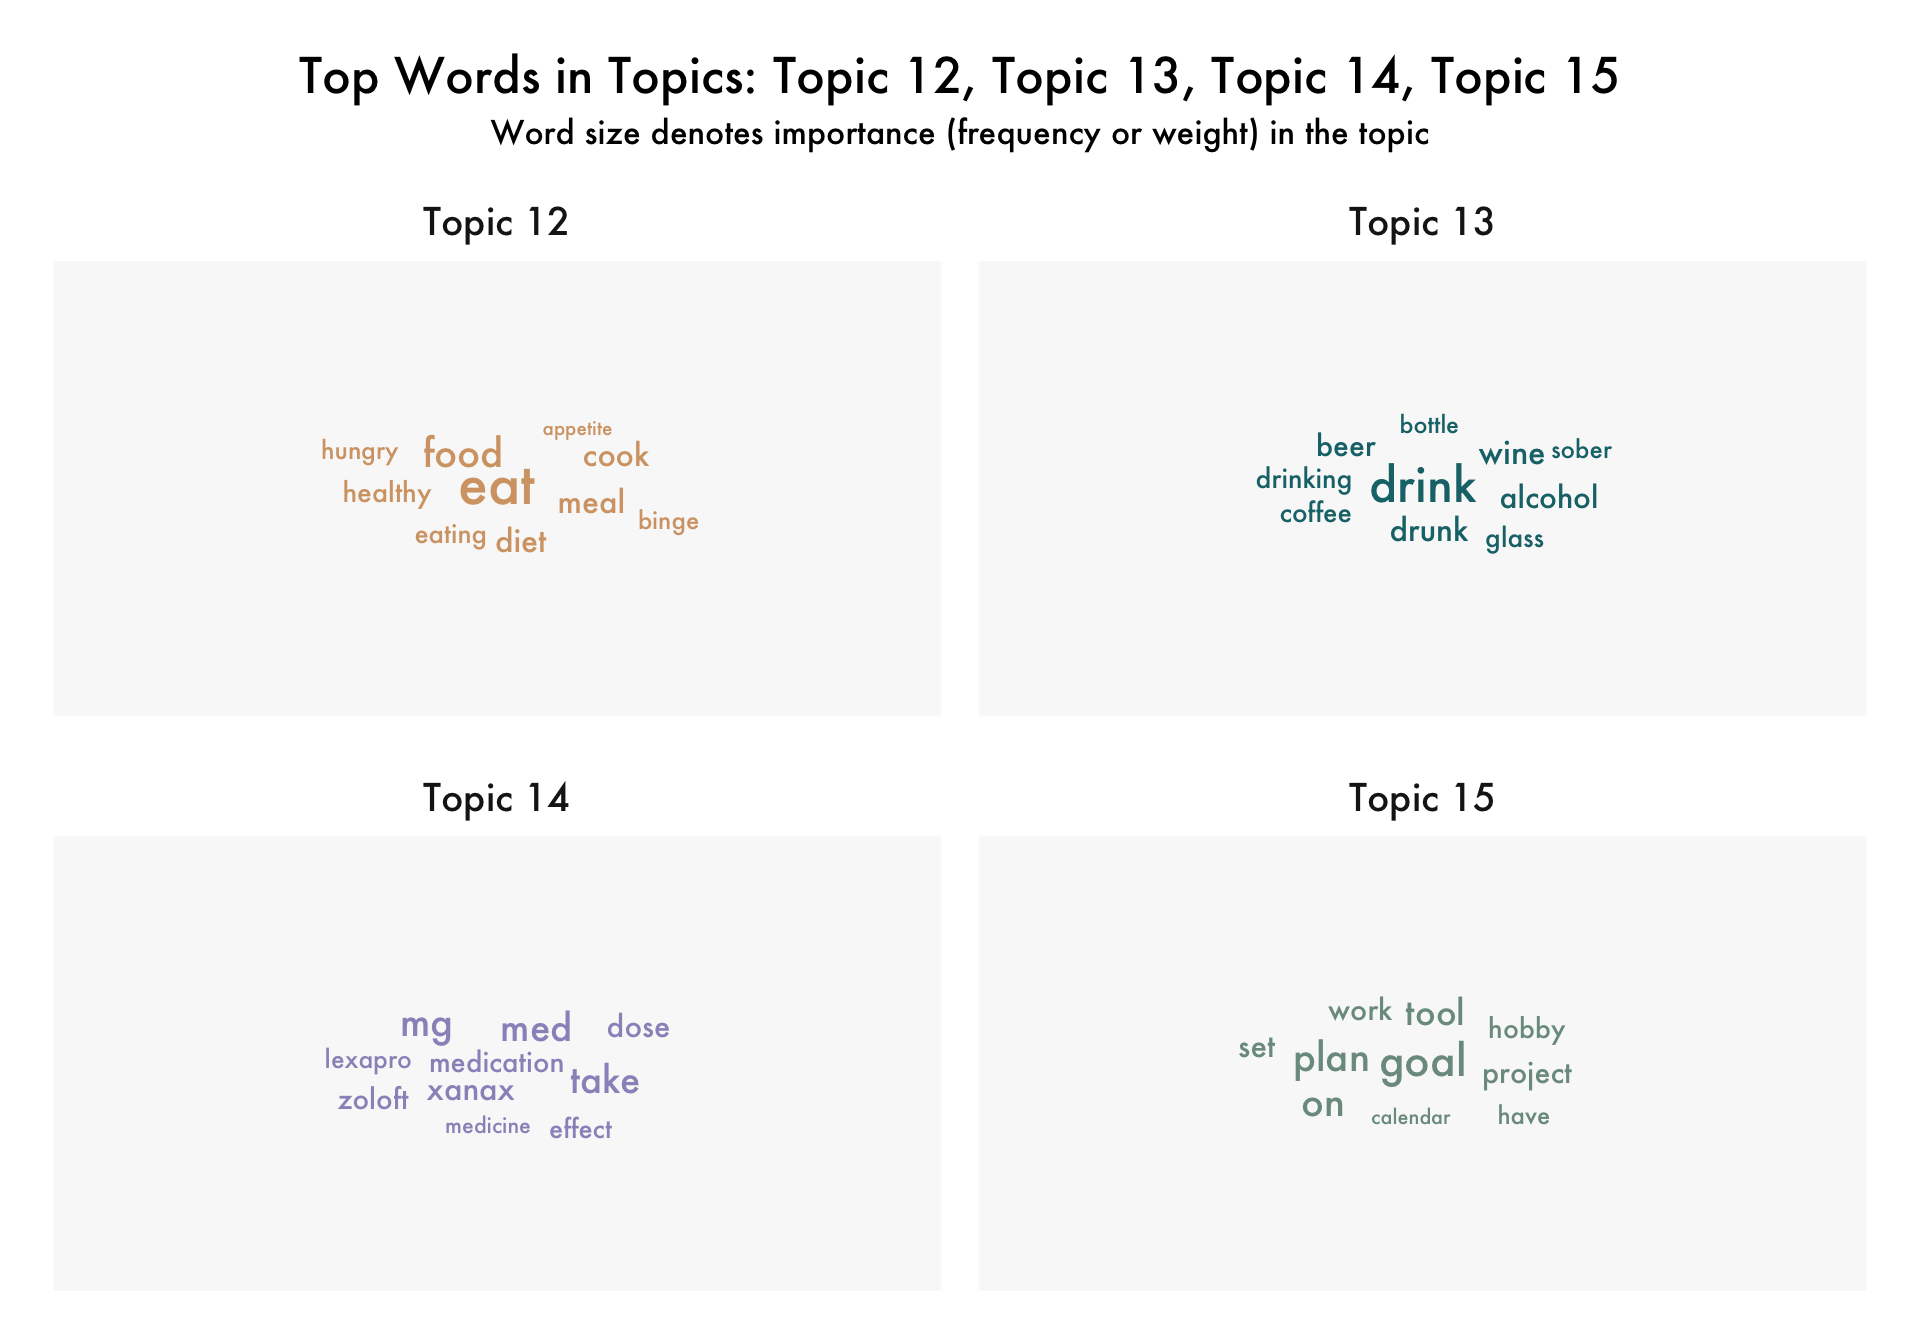 Top Words in Topics: Topic 12, Topic 13, Topic 14, Topic 15
Word size denotes importance (frequency or weight) in the topic
Topic 12
appetite
hungry food cook
healthy eat meal
binge
eating diet
Topic 13
bottle
beer wine sober
drinking drink alcohol
coffee drunk glass
Topic 14
mg med dose
lexapro medication take
zoloft xanax
medicine effect
Topic 15
work tool hobby
set plan goal project
on calendar have